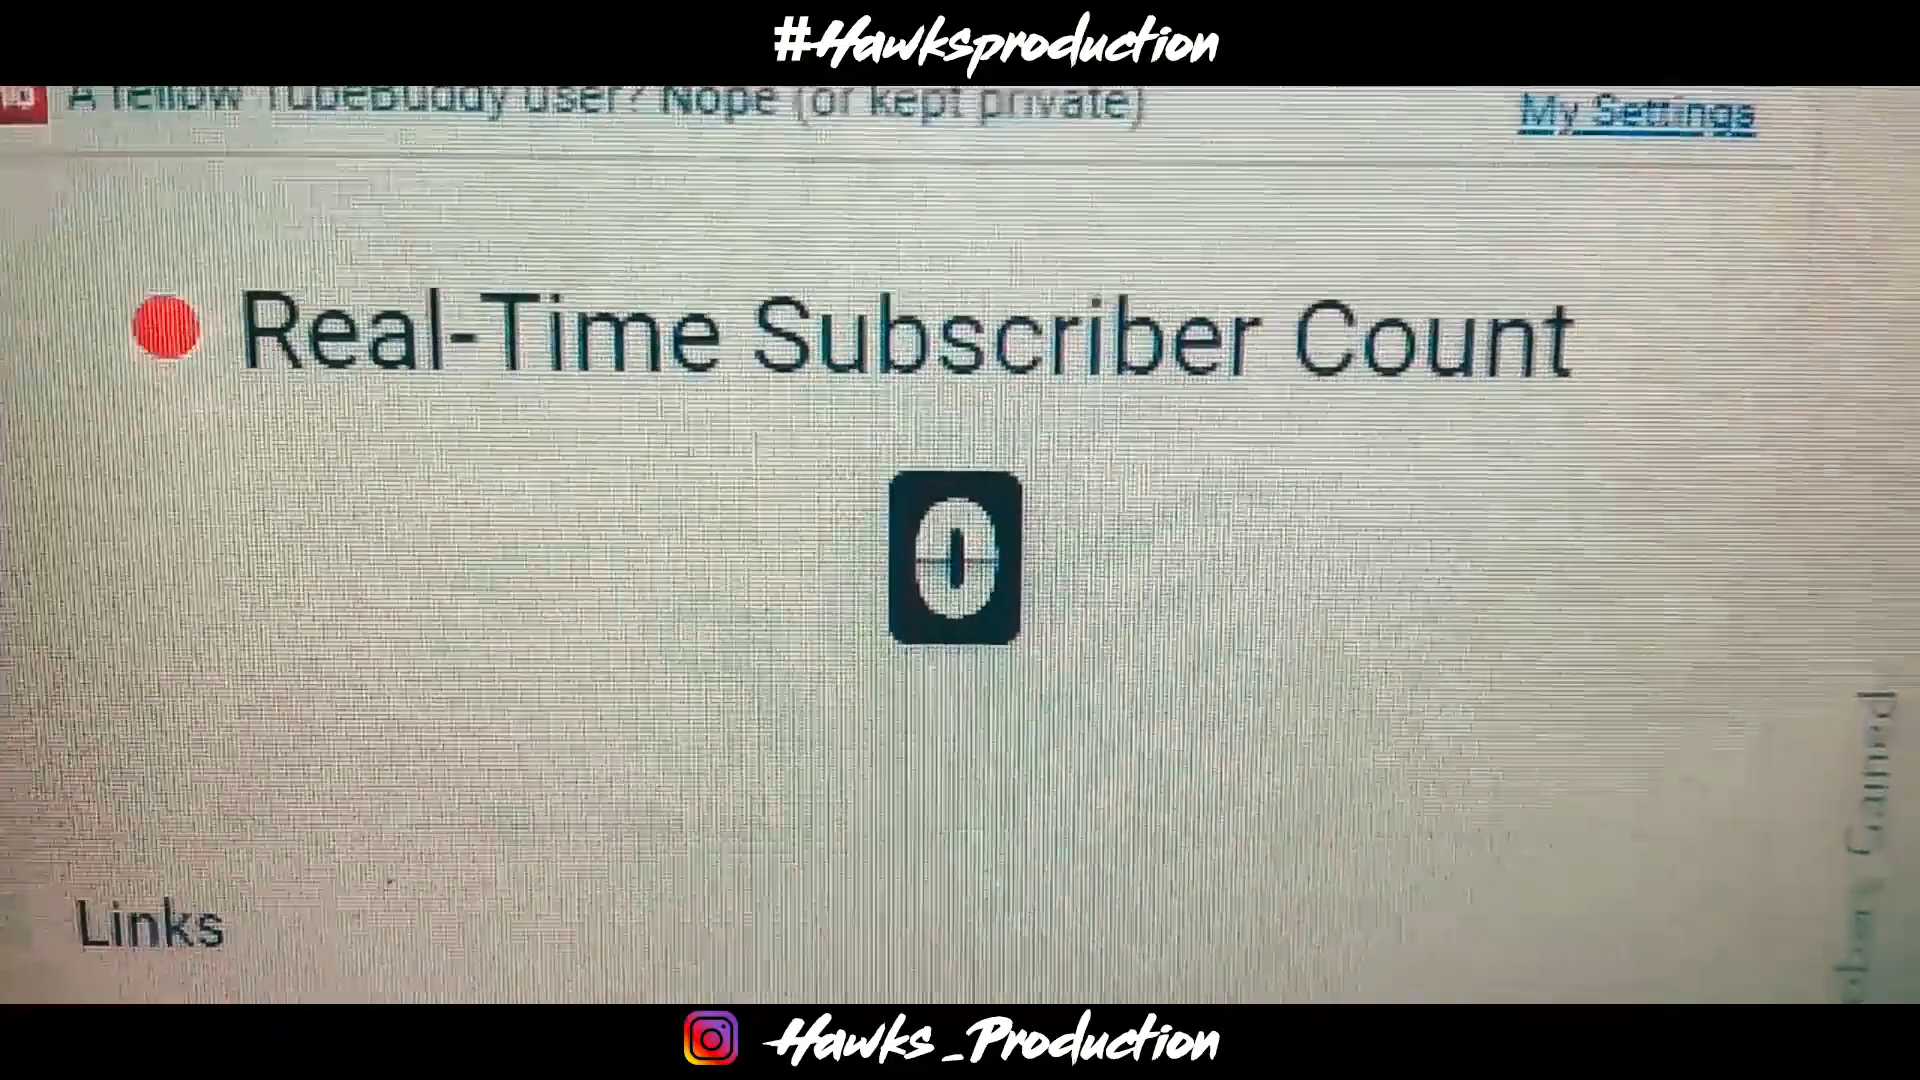 #Hawksproduction
A fellow TubeBuddy user? Nope (or kept private)
My Settings
Real-Time Subscriber Count
0
Links
Hawks_Production